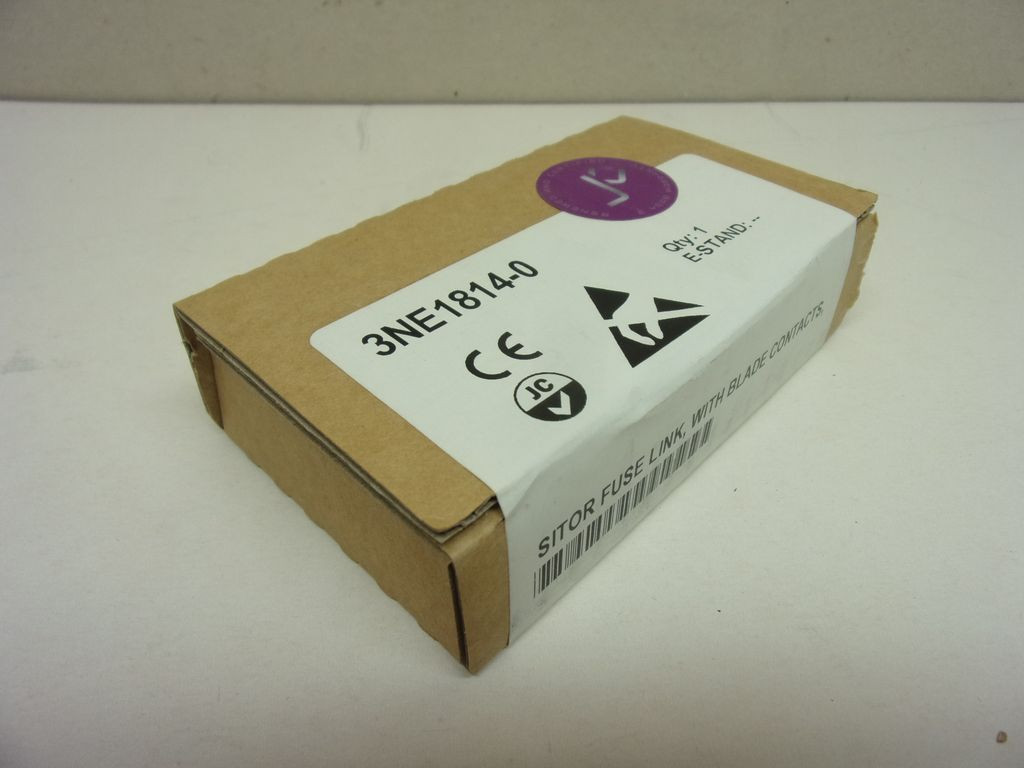 3NE1814-0
CE
JC
Qty: 1
E-STAND: --
SITOR FUSE LINK, WITH BLADE CONTACTS,